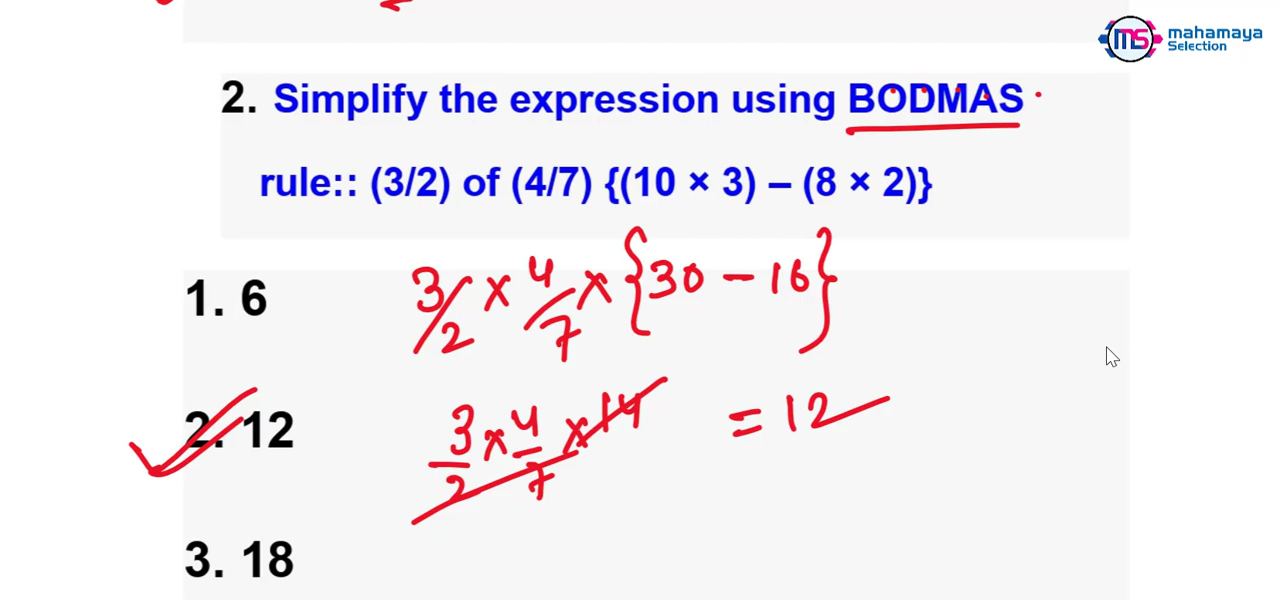 mahamaya
Selection
2. Simplify the expression using BODMAS
rule:: (3/2) of (4/7) {(10 × 3) – (8 × 2)}
1. 6
3/2 × 4/7 × {30 – 16}
2. 12
3/2 × 4/7 × 14 = 12
3. 18